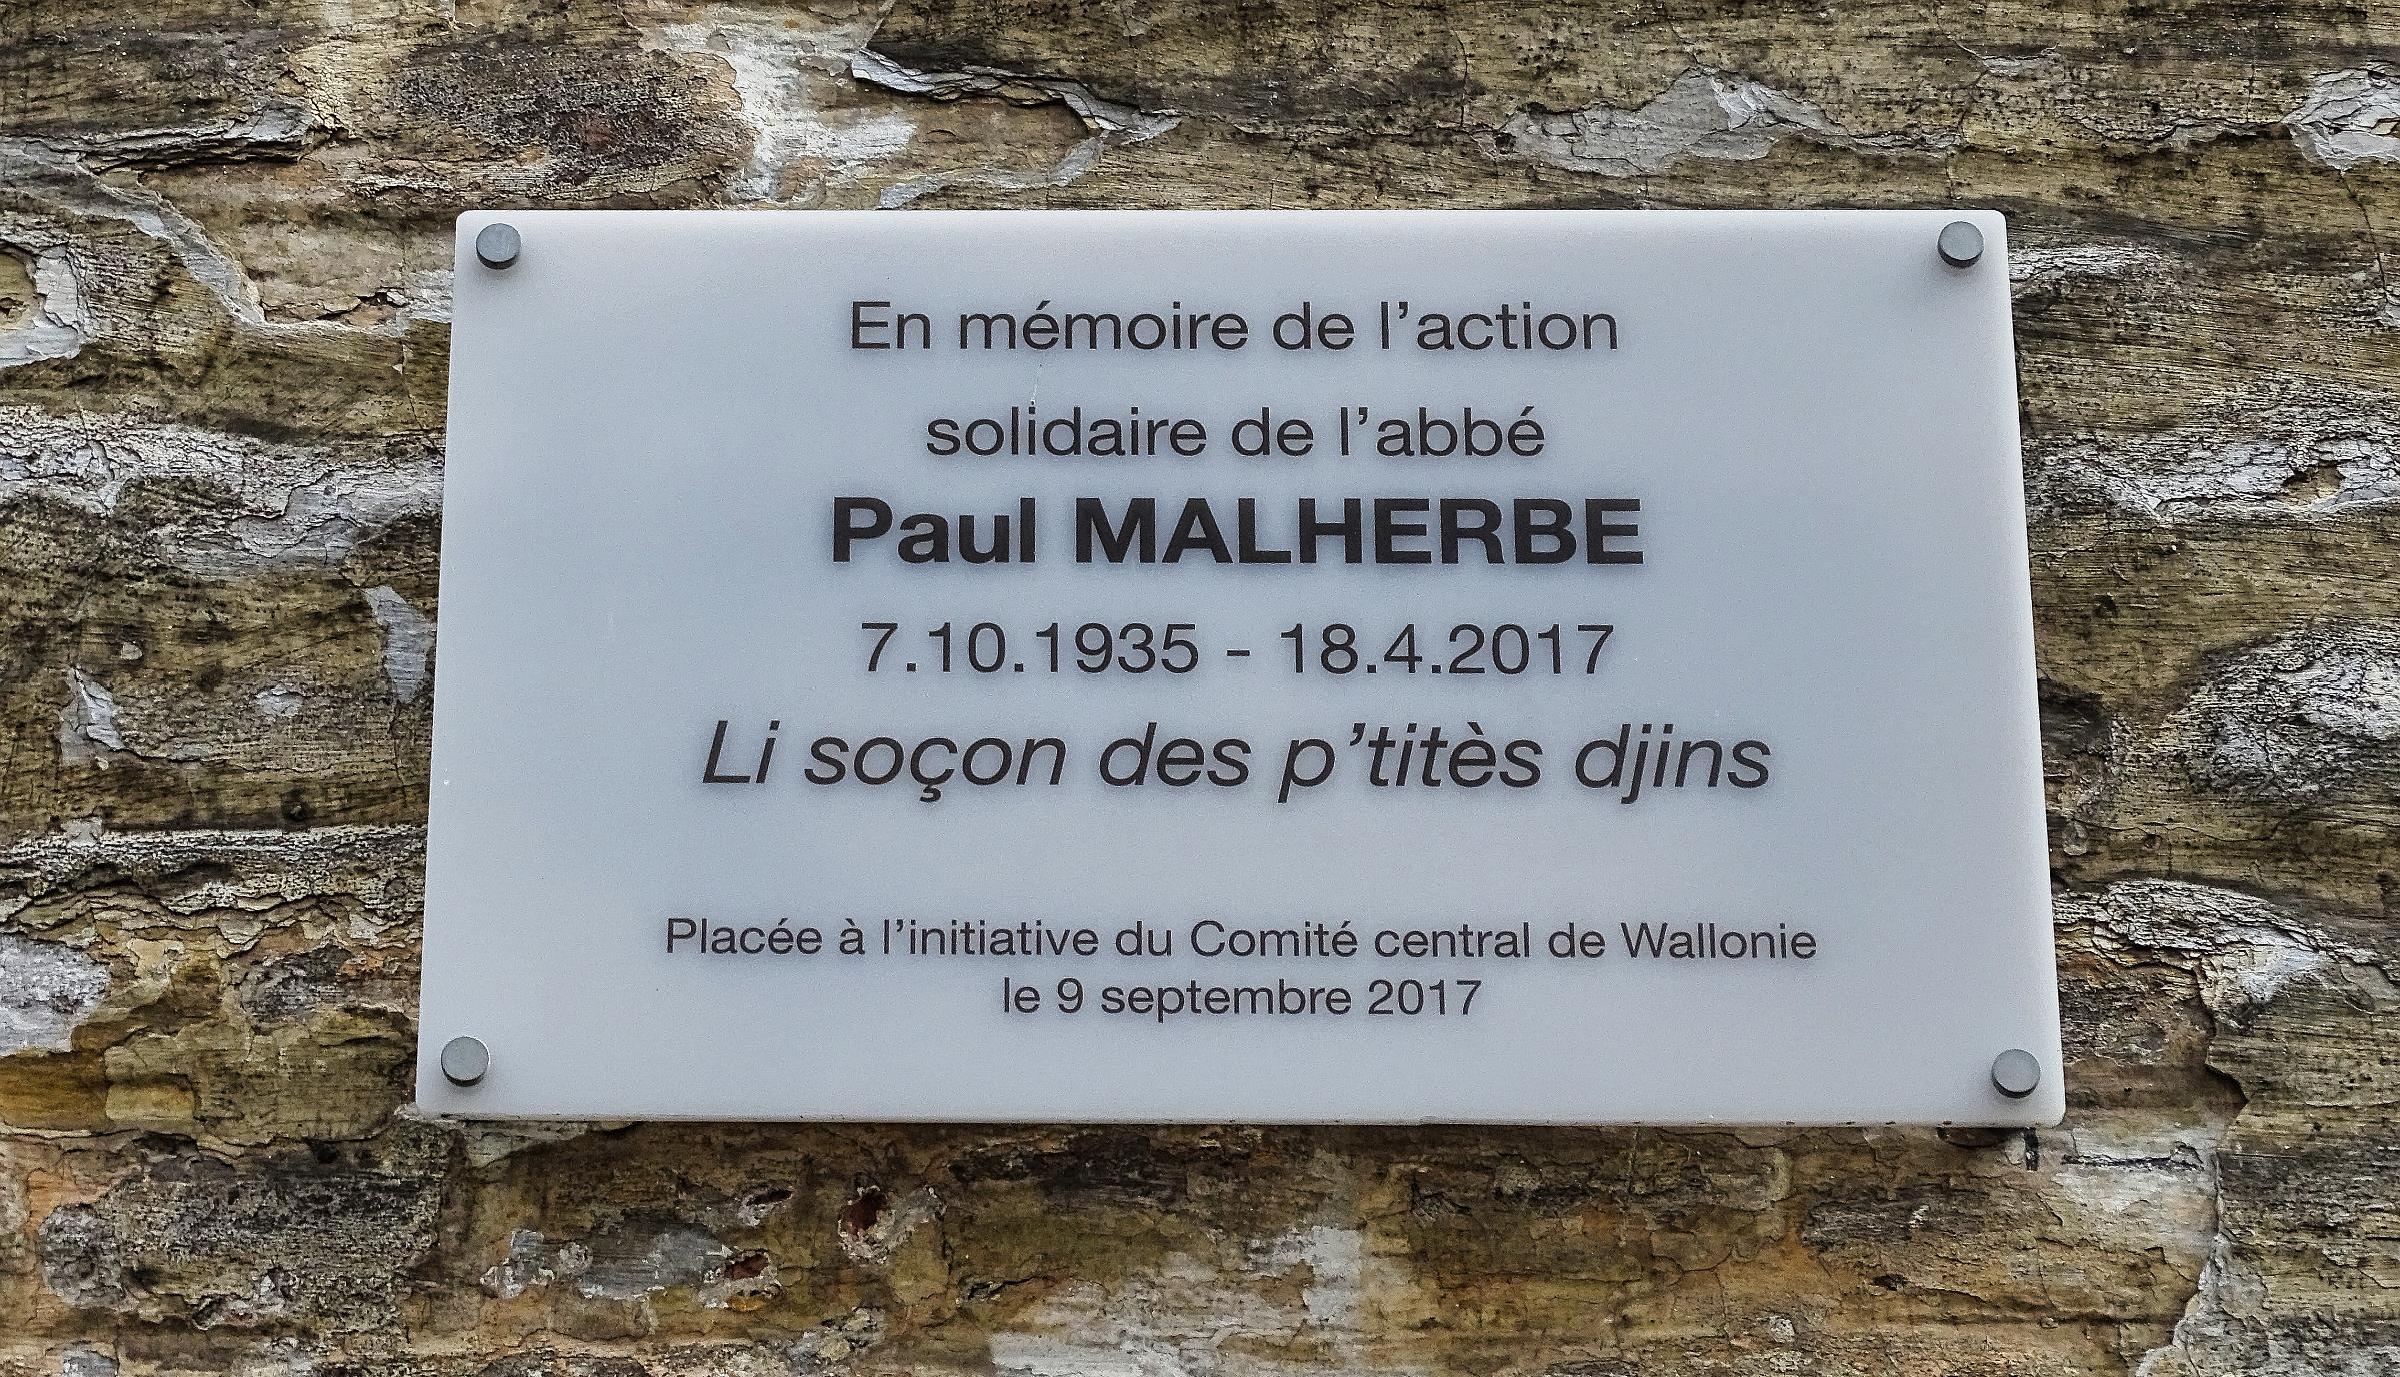 En mémoire de l’action
solidaire de l’abbé
Paul MALHERBE
7.10.1935 - 18.4.2017
Li soçon des p’titès djins
Placée à l’initiative du Comité central de Wallonie
le 9 septembre 2017